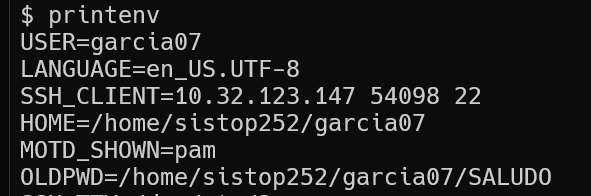 $ printenv
USER=garcia07
LANGUAGE=en_US.UTF-8
SSH_CLIENT=10.32.123.147 54098 22
HOME=/home/sistop252/garcia07
MOTD_SHOWN=pam
OLDPWD=/home/sistop252/garcia07/SALUDO